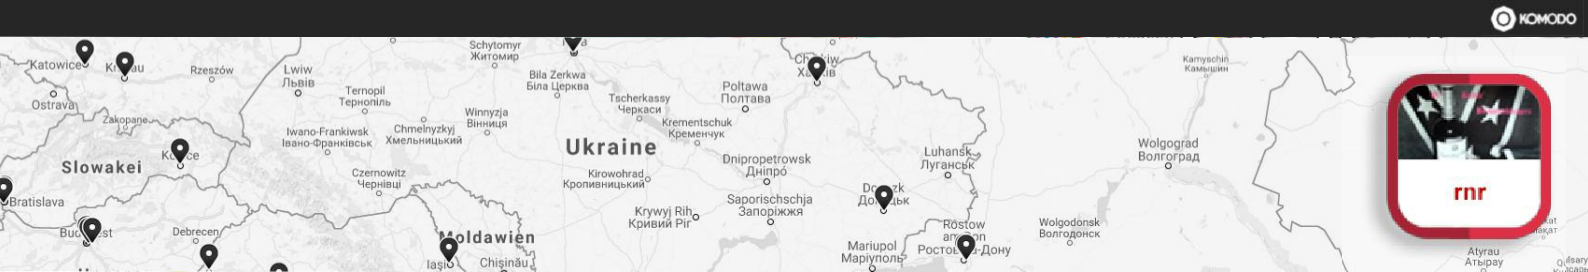 KOMODO
Schytomyr
Житомир
Kamyschin
Камышин
Katowice
Rzeszów
Lwiw
Львів
Bila Zerkwa
Біла Церква
Poltawa
Полтава
Ostrava
Ternopil
Тернопіль
Tscherkassy
Черкаси
Zakopane
Winnyzja
Вінниця
Krementschuk
Кременчук
Iwano-Frankiwsk
Івано-Франківськ
Chmelnyzkyj
Хмельницький
Ukraine
Wolgograd
Волгоград
Slowakei
Dnipropetrowsk
Дніпро
Luhansk
Луганськ
Czernowitz
Чернівці
Kirowohrad
Кропивницький
rnr
Bratislava
Saporischschja
Запоріжжя
Krywyj Rih
Кривий Ріг
Debrecen
Moldawien
Wolgodonsk
Волгодонск
Mariupol
Маріуполь
Iași
Chișinău
Atyrau
Атырау